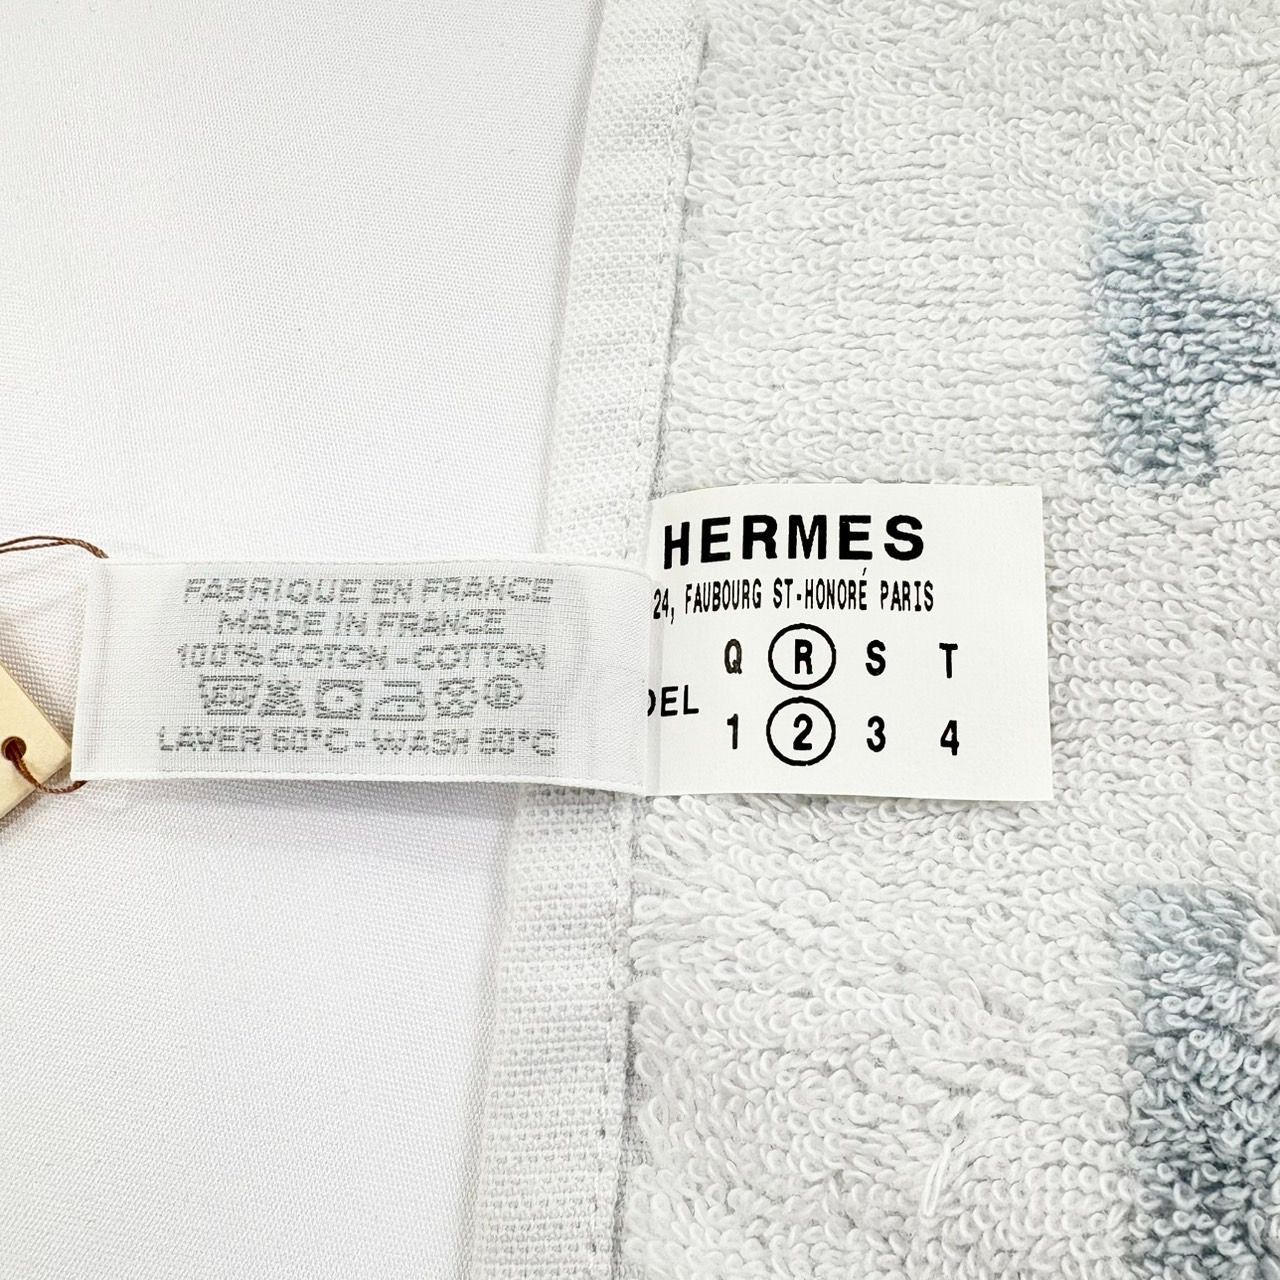 FABRIQUE EN FRANCE
MADE IN FRANCE
100% COTON - COTTON
LAVER 60°C - WASH 60°C
HERMES
24, FAUBOURG ST-HONORÉ PARIS
Q R S T
DEL
1 2 3 4